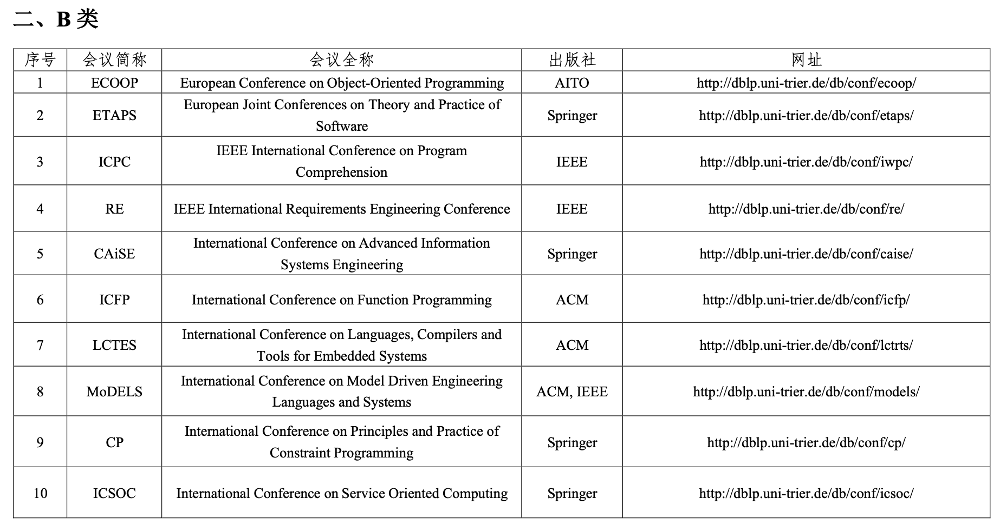 二、B 类
序号 会议简称 会议全称 出版社 网址
1 ECOOP European Conference on Object-Oriented Programming AITO http://dblp.uni-trier.de/db/conf/ecoop/
2 ETAPS European Joint Conferences on Theory and Practice of
Software Springer http://dblp.uni-trier.de/db/conf/etaps/
3 ICPC IEEE International Conference on Program
Comprehension IEEE http://dblp.uni-trier.de/db/conf/iwpc/
4 RE IEEE International Requirements Engineering Conference IEEE http://dblp.uni-trier.de/db/conf/re/
5 CAiSE International Conference on Advanced Information
Systems Engineering Springer http://dblp.uni-trier.de/db/conf/caise/
6 ICFP International Conference on Function Programming ACM http://dblp.uni-trier.de/db/conf/icfp/
7 LCTES International Conference on Languages, Compilers and
Tools for Embedded Systems ACM http://dblp.uni-trier.de/db/conf/lctrts/
8 MoDELS International Conference on Model Driven Engineering
Languages and Systems ACM, IEEE http://dblp.uni-trier.de/db/conf/models/
9 CP International Conference on Principles and Practice of
Constraint Programming Springer http://dblp.uni-trier.de/db/conf/cp/
10 ICSOC International Conference on Service Oriented Computing Springer http://dblp.uni-trier.de/db/conf/icsoc/